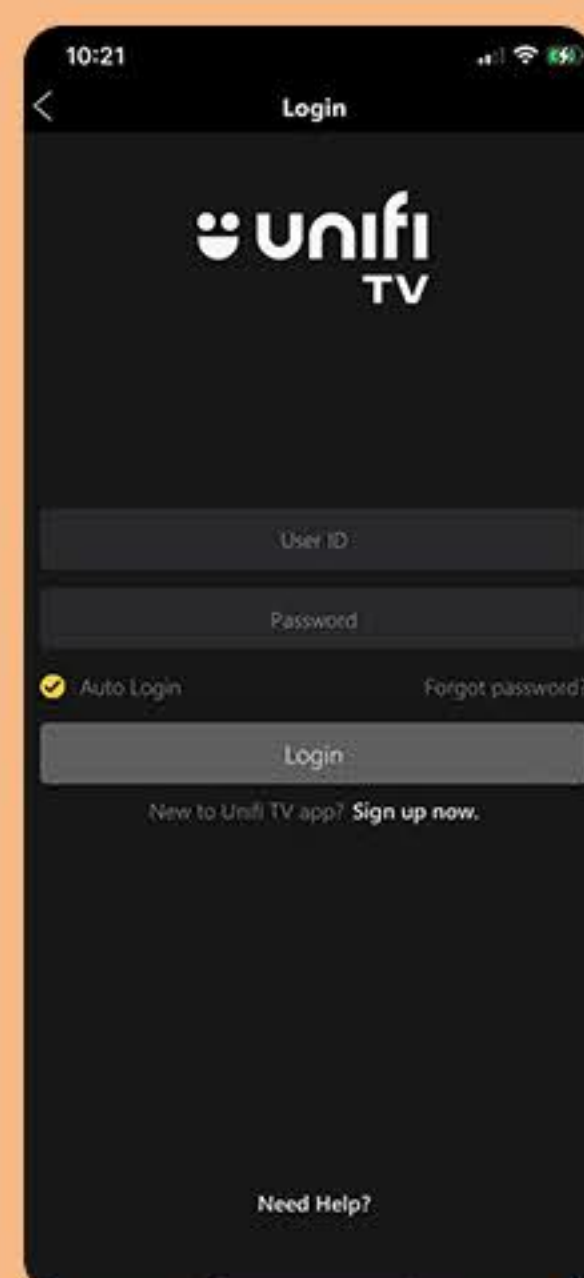 10:21
Login
unifi
TV
User ID
Password
Auto Login Forgot password?
Login
New to Unifi TV app? Sign up now.
Need Help?